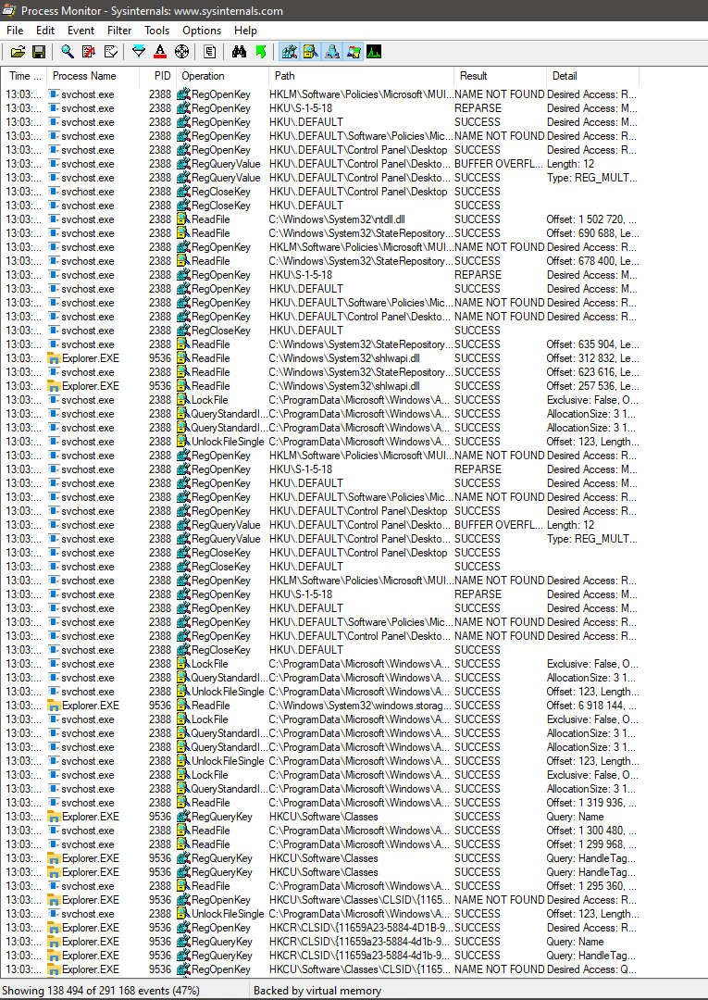 Process Monitor - Sysinternals: www.sysinternals.com
File Edit Event Filter Tools Options Help
Time ... Process Name PID Operation Path Result Detail
13:03:... svchost.exe 2388 RegOpenKey HKLM\Software\Policies\Microsoft\MUI... NAME NOT FOUND Desired Access: R...
13:03:... svchost.exe 2388 RegOpenKey HKU\S-1-5-18 REPARSE Desired Access: M...
13:03:... svchost.exe 2388 RegOpenKey HKU\.DEFAULT SUCCESS Desired Access: M...
13:03:... svchost.exe 2388 RegOpenKey HKU\.DEFAULT\Software\Policies\Mic... NAME NOT FOUND Desired Access: R...
13:03:... svchost.exe 2388 RegOpenKey HKU\.DEFAULT\Control Panel\Desktop SUCCESS Desired Access: R...
13:03:... svchost.exe 2388 RegQueryValue HKU\.DEFAULT\Control Panel\Deskto... BUFFER OVERFL... Length: 12
13:03:... svchost.exe 2388 RegQueryValue HKU\.DEFAULT\Control Panel\Deskto... SUCCESS Type: REG_MULT...
13:03:... svchost.exe 2388 RegCloseKey HKU\.DEFAULT\Control Panel\Desktop SUCCESS
13:03:... svchost.exe 2388 RegCloseKey HKU\.DEFAULT SUCCESS
13:03:... svchost.exe 2388 ReadFile C:\Windows\System32\ntdll.dll SUCCESS Offset: 1 502 720, ...
13:03:... svchost.exe 2388 ReadFile C:\Windows\System32\StateRepository... SUCCESS Offset: 690 688, Le...
13:03:... svchost.exe 2388 RegOpenKey HKLM\Software\Policies\Microsoft\MUI... NAME NOT FOUND Desired Access: R...
13:03:... svchost.exe 2388 ReadFile C:\Windows\System32\StateRepository... SUCCESS Offset: 678 400, Le...
13:03:... svchost.exe 2388 RegOpenKey HKU\S-1-5-18 REPARSE Desired Access: M...
13:03:... svchost.exe 2388 RegOpenKey HKU\.DEFAULT SUCCESS Desired Access: M...
13:03:... svchost.exe 2388 RegOpenKey HKU\.DEFAULT\Software\Policies\Mic... NAME NOT FOUND Desired Access: R...
13:03:... svchost.exe 2388 RegOpenKey HKU\.DEFAULT\Control Panel\Deskto... NAME NOT FOUND Desired Access: R...
13:03:... svchost.exe 2388 RegCloseKey HKU\.DEFAULT SUCCESS
13:03:... svchost.exe 2388 ReadFile C:\Windows\System32\StateRepository... SUCCESS Offset: 635 904, Le...
13:03:... Explorer.EXE 9536 ReadFile C:\Windows\System32\shlwapi.dll SUCCESS Offset: 312 832, Le...
13:03:... svchost.exe 2388 ReadFile C:\Windows\System32\StateRepository... SUCCESS Offset: 623 616, Le...
13:03:... Explorer.EXE 9536 ReadFile C:\Windows\System32\shlwapi.dll SUCCESS Offset: 257 536, Le...
13:03:... svchost.exe 2388 LockFile C:\ProgramData\Microsoft\Windows\A... SUCCESS Exclusive: False, O...
13:03:... svchost.exe 2388 QueryStandardI... C:\ProgramData\Microsoft\Windows\A... SUCCESS AllocationSize: 3 1...
13:03:... svchost.exe 2388 QueryStandardI... C:\ProgramData\Microsoft\Windows\A... SUCCESS AllocationSize: 3 1...
13:03:... svchost.exe 2388 UnlockFileSingle C:\ProgramData\Microsoft\Windows\A... SUCCESS Offset: 123, Length...
13:03:... svchost.exe 2388 RegOpenKey HKLM\Software\Policies\Microsoft\MUI... NAME NOT FOUND Desired Access: R...
13:03:... svchost.exe 2388 RegOpenKey HKU\S-1-5-18 REPARSE Desired Access: M...
13:03:... svchost.exe 2388 RegOpenKey HKU\.DEFAULT SUCCESS Desired Access: M...
13:03:... svchost.exe 2388 RegOpenKey HKU\.DEFAULT\Software\Policies\Mic... NAME NOT FOUND Desired Access: R...
13:03:... svchost.exe 2388 RegOpenKey HKU\.DEFAULT\Control Panel\Desktop SUCCESS Desired Access: R...
13:03:... svchost.exe 2388 RegQueryValue HKU\.DEFAULT\Control Panel\Deskto... BUFFER OVERFL... Length: 12
13:03:... svchost.exe 2388 RegQueryValue HKU\.DEFAULT\Control Panel\Deskto... SUCCESS Type: REG_MULT...
13:03:... svchost.exe 2388 RegCloseKey HKU\.DEFAULT\Control Panel\Desktop SUCCESS
13:03:... svchost.exe 2388 RegCloseKey HKU\.DEFAULT SUCCESS
13:03:... svchost.exe 2388 RegOpenKey HKLM\Software\Policies\Microsoft\MUI... NAME NOT FOUND Desired Access: R...
13:03:... svchost.exe 2388 RegOpenKey HKU\S-1-5-18 REPARSE Desired Access: M...
13:03:... svchost.exe 2388 RegOpenKey HKU\.DEFAULT SUCCESS Desired Access: M...
13:03:... svchost.exe 2388 RegOpenKey HKU\.DEFAULT\Software\Policies\Mic... NAME NOT FOUND Desired Access: R...
13:03:... svchost.exe 2388 RegOpenKey HKU\.DEFAULT\Control Panel\Deskto... NAME NOT FOUND Desired Access: R...
13:03:... svchost.exe 2388 RegCloseKey HKU\.DEFAULT SUCCESS
13:03:... svchost.exe 2388 LockFile C:\ProgramData\Microsoft\Windows\A... SUCCESS Exclusive: False, O...
13:03:... svchost.exe 2388 QueryStandardI... C:\ProgramData\Microsoft\Windows\A... SUCCESS AllocationSize: 3 1...
13:03:... svchost.exe 2388 UnlockFileSingle C:\ProgramData\Microsoft\Windows\A... SUCCESS Offset: 123, Length...
13:03:... Explorer.EXE 9536 ReadFile C:\Windows\System32\windows.storag... SUCCESS Offset: 6 918 144, ...
13:03:... svchost.exe 2388 LockFile C:\ProgramData\Microsoft\Windows\A... SUCCESS Exclusive: False, O...
13:03:... svchost.exe 2388 QueryStandardI... C:\ProgramData\Microsoft\Windows\A... SUCCESS AllocationSize: 3 1...
13:03:... svchost.exe 2388 QueryStandardI... C:\ProgramData\Microsoft\Windows\A... SUCCESS AllocationSize: 3 1...
13:03:... svchost.exe 2388 UnlockFileSingle C:\ProgramData\Microsoft\Windows\A... SUCCESS Offset: 123, Length...
13:03:... svchost.exe 2388 LockFile C:\ProgramData\Microsoft\Windows\A... SUCCESS Exclusive: False, O...
13:03:... svchost.exe 2388 QueryStandardI... C:\ProgramData\Microsoft\Windows\A... SUCCESS AllocationSize: 3 1...
13:03:... svchost.exe 2388 ReadFile C:\ProgramData\Microsoft\Windows\A... SUCCESS Offset: 1 319 936, ...
13:03:... Explorer.EXE 9536 RegQueryKey HKCU\Software\Classes SUCCESS Query: Name
13:03:... svchost.exe 2388 ReadFile C:\ProgramData\Microsoft\Windows\A... SUCCESS Offset: 1 300 480, ...
13:03:... svchost.exe 2388 ReadFile C:\ProgramData\Microsoft\Windows\A... SUCCESS Offset: 1 299 968, ...
13:03:... Explorer.EXE 9536 RegQueryKey HKCU\Software\Classes SUCCESS Query: HandleTag...
13:03:... Explorer.EXE 9536 RegQueryKey HKCU\Software\Classes SUCCESS Query: HandleTag...
13:03:... svchost.exe 2388 ReadFile C:\ProgramData\Microsoft\Windows\A... SUCCESS Offset: 1 295 360, ...
13:03:... Explorer.EXE 9536 RegOpenKey HKCU\Software\Classes\CLSID\{1165... NAME NOT FOUND Desired Access: R...
13:03:... svchost.exe 2388 UnlockFileSingle C:\ProgramData\Microsoft\Windows\A... SUCCESS Offset: 123, Length...
13:03:... Explorer.EXE 9536 RegOpenKey HKCR\CLSID\{11659A23-5884-4D1B-9... SUCCESS Desired Access: R...
13:03:... Explorer.EXE 9536 RegQueryKey HKCR\CLSID\{11659a23-5884-4d1b-9... SUCCESS Query: Name
13:03:... Explorer.EXE 9536 RegQueryKey HKCR\CLSID\{11659a23-5884-4d1b-9... SUCCESS Query: HandleTag...
13:03:... Explorer.EXE 9536 RegOpenKey HKCU\Software\Classes\CLSID\{1165... NAME NOT FOUND Desired Access: Q...
Showing 138 494 of 291 168 events (47%) Backed by virtual memory